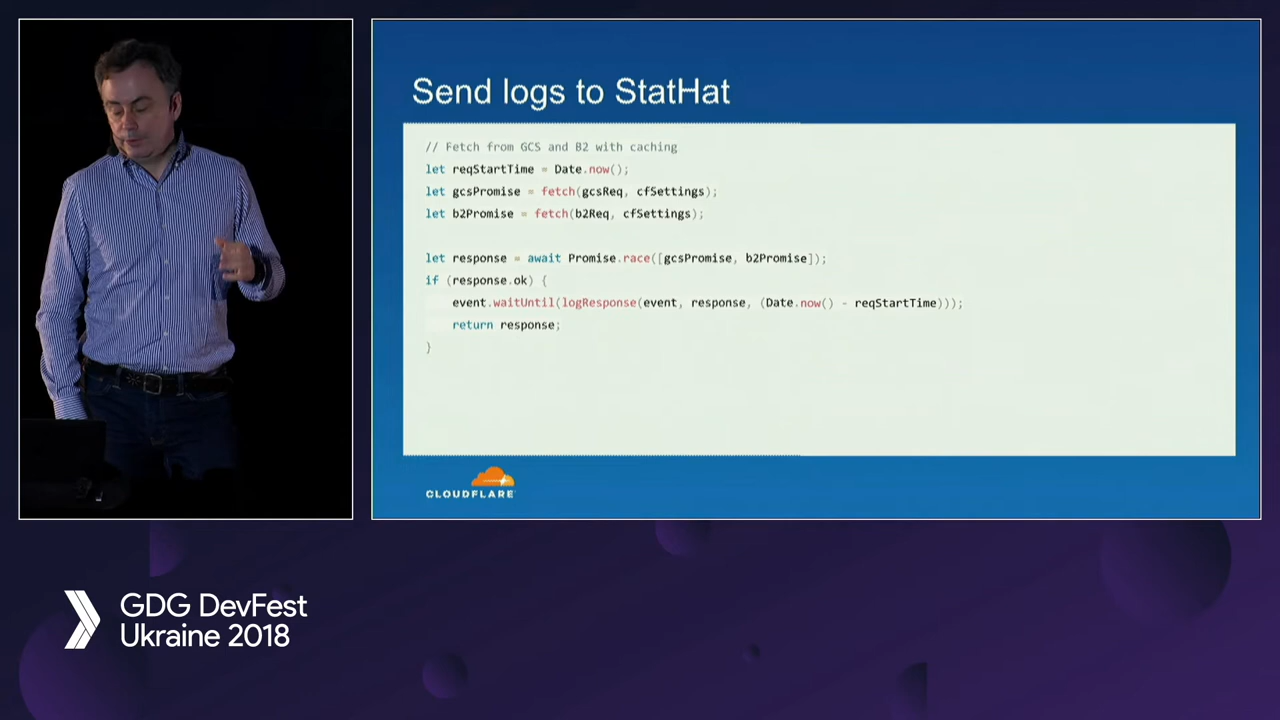 Send logs to StatHat
// Fetch from GCS and B2 with caching
let reqStartTime = Date.now();
let gcsPromise = fetch(gcsReq, cfSettings);
let b2Promise = fetch(b2Req, cfSettings);
let response = await Promise.race([gcsPromise, b2Promise]);
if (response.ok) {
event.waitUntil(logResponse(event, response, (Date.now() - reqStartTime)));
return response;
}
CLOUDFLARE
GDG DevFest
Ukraine 2018